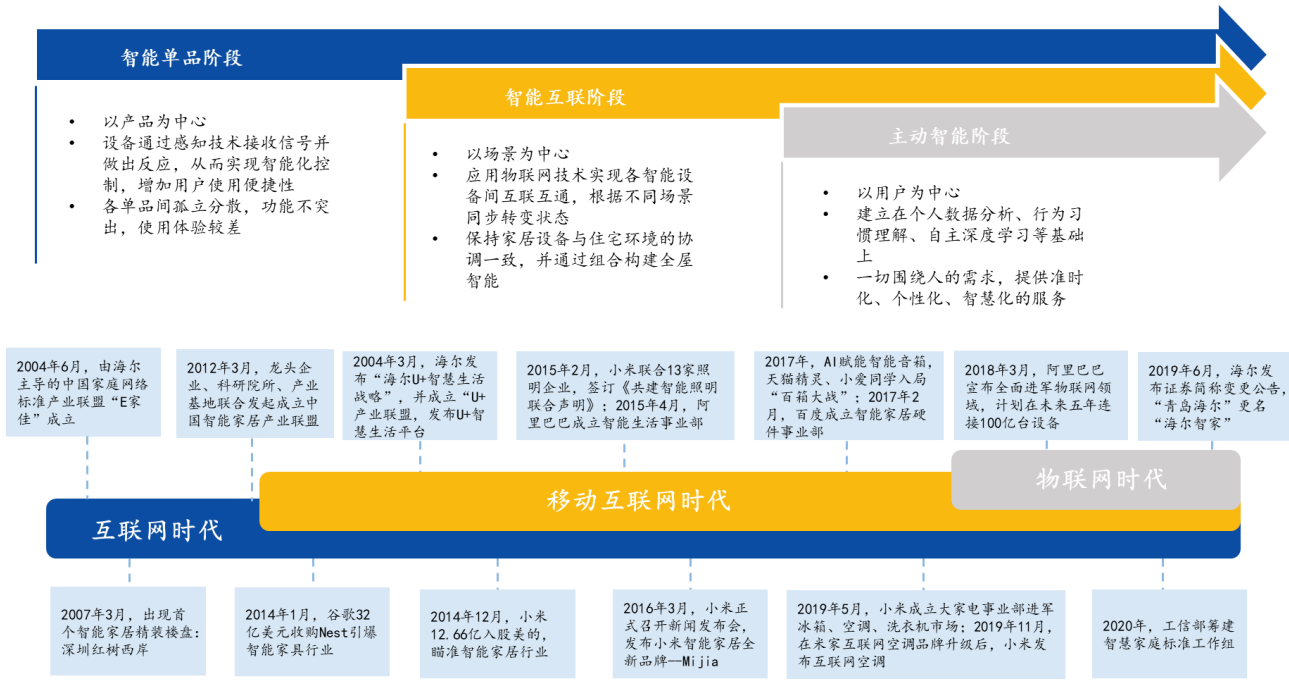 智能单品阶段
• 以产品为中心
• 设备通过感知技术接收信号并
做出反应，从而实现智能化控
制，增加用户使用便捷性
• 各单品间孤立分散，功能不突
出，使用体验较差
智能互联阶段
• 以场景为中心
• 应用物联网技术实现各智能设
备间互联互通，根据不同场景
同步转变状态
• 保持家居设备与住宅环境的协
调一致，并通过组合构建全屋
智能
主动智能阶段
• 以用户为中心
• 建立在个人数据分析、行为习
惯理解、自主深度学习等基础
上
• 一切围绕人的需求，提供准时
化、个性化、智慧化的服务
2004年6月，由海尔
主导的中国家庭网络
标准产业联盟“E家
佳”成立
2012年3月，龙头企
业、科研院所、产业
基地联合发起成立中
国智能家居产业联盟
2004年3月，海尔发
布“海尔U+智慧生活
战略”，并成立“U+
产业联盟，发布U+智
慧生活平台
2015年2月，小米联合13家照
明企业，签订《共建智能照明
联合声明》；2015年4月，阿
里巴巴成立智能生活事业部
2017年，AI赋能智能音箱，
天猫精灵、小爱同学入局
“百箱大战”；2017年2
月，百度成立智能家居硬
件事业部
2018年3月，阿里巴巴
宣布全面进军物联网领
域，计划在未来五年连
接100亿台设备
2019年6月，海尔发
布证券简称变更公告，
“青岛海尔”更名
“海尔智家”
互联网时代
移动互联网时代
物联网时代
2007年3月，出现首
个智能家居精装楼盘：
深圳红树西岸
2014年1月，谷歌32
亿美元收购Nest引爆
智能家具行业
2014年12月，小米
12.66亿入股美的，
瞄准智能家居行业
2016年3月，小米正
式召开新闻发布会，
发布小米智能家居全
新品牌--Mijia
2019年5月，小米成立大家电事业部进军
冰箱、空调、洗衣机市场；2019年11月，
在米家互联网空调品牌升级后，小米发
布互联网空调
2020年，工信部筹建
智慧家庭标准工作组